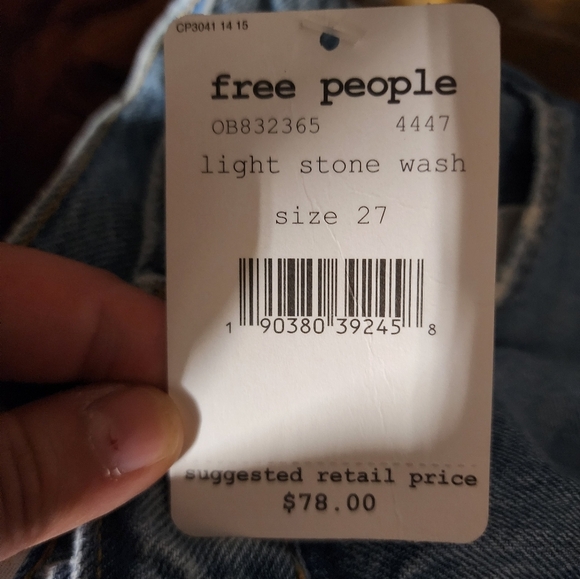 CP3041 14 15
free people
OB832365 4447
light stone wash
size 27
1 90380 39245 8
suggested retail price
$78.00